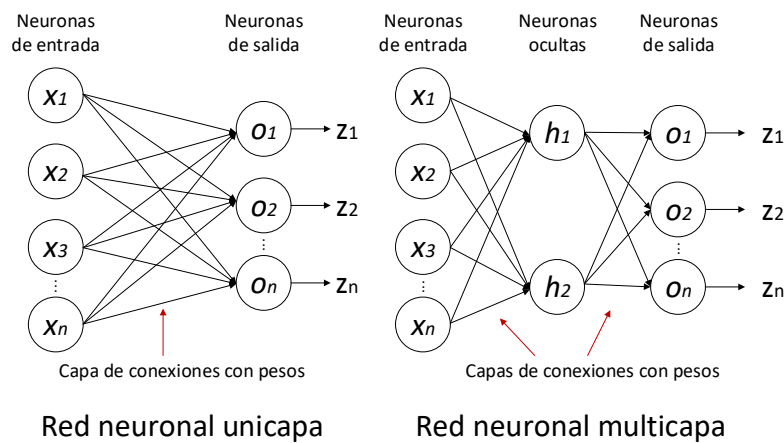 Neuronas
de entrada
Neuronas
de salida
x1
x2
x3
xn
o1
o2
on
z1
z2
zn
Capa de conexiones con pesos
Red neuronal unicapa
Neuronas
de entrada
Neuronas
ocultas
Neuronas
de salida
x1
x2
x3
xn
h1
h2
o1
o2
on
z1
z2
zn
Capas de conexiones con pesos
Red neuronal multicapa